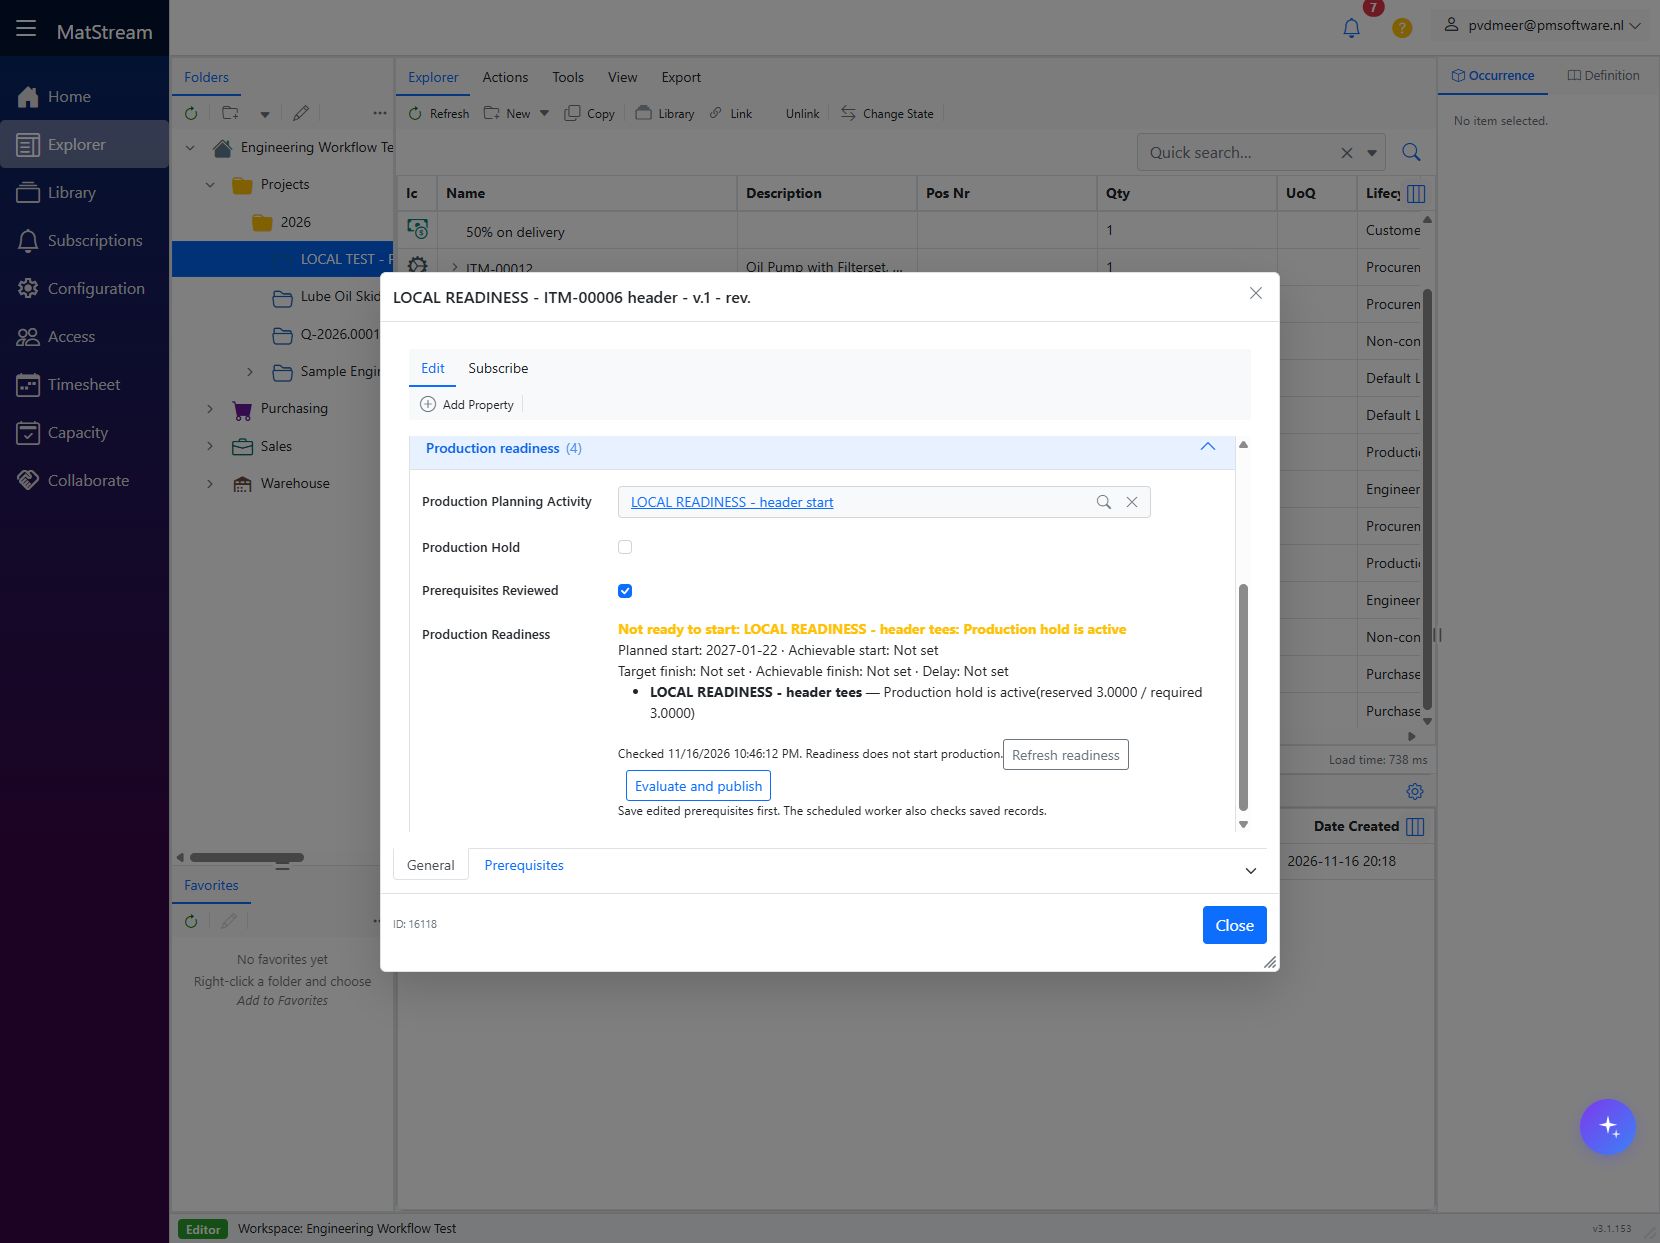 MatStream
7
?
pvdmeer@pmsoftware.nl
Home
Explorer
Library
Subscriptions
Configuration
Access
Timesheet
Capacity
Collaborate
Folders
Engineering Workflow Te
Projects
2026
LOCAL TEST -
Lube Oil Skid
Q-2026.0001
Sample Engi
Purchasing
Sales
Warehouse
Favorites
No favorites yet
Right-click a folder and choose
Add to Favorites
Explorer Actions Tools View Export
Refresh New Copy Library Link Unlink Change State
Quick search...
Ic Name Description Pos Nr Qty UoQ Lifecy
50% on delivery 1 Custome
ITM-00012 Oil Pump with Filterset, ... 1 Procuren
Procuren
Non-con
Default L
Default L
Producti
Engineer
Procuren
Producti
Engineer
Non-con
Purchase
Purchase
Load time: 738 ms
Date Created
2026-11-16 20:18
Occurrence Definition
No item selected.
LOCAL READINESS - ITM-00006 header - v.1 - rev.
Edit Subscribe
Add Property
Production readiness (4)
Production Planning Activity LOCAL READINESS - header start
Production Hold
Prerequisites Reviewed
Production Readiness Not ready to start: LOCAL READINESS - header tees: Production hold is active
Planned start: 2027-01-22 · Achievable start: Not set
Target finish: Not set · Achievable finish: Not set · Delay: Not set
• LOCAL READINESS - header tees — Production hold is active(reserved 3.0000 / required
3.0000)
Checked 11/16/2026 10:46:12 PM. Readiness does not start production. Refresh readiness
Evaluate and publish
Save edited prerequisites first. The scheduled worker also checks saved records.
General Prerequisites
ID: 16118
Close
Editor Workspace: Engineering Workflow Test
v3.1.153